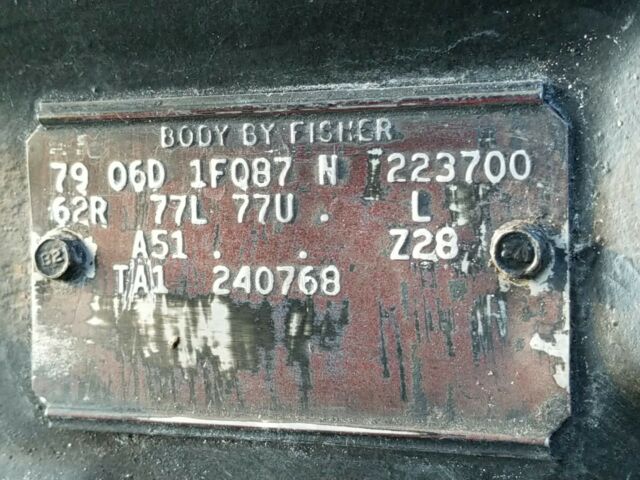 BODY BY FISHER
79 06D 1FQ87 N 223700
62R 77L 77U . L
A51 . . Z28
TA1 240768